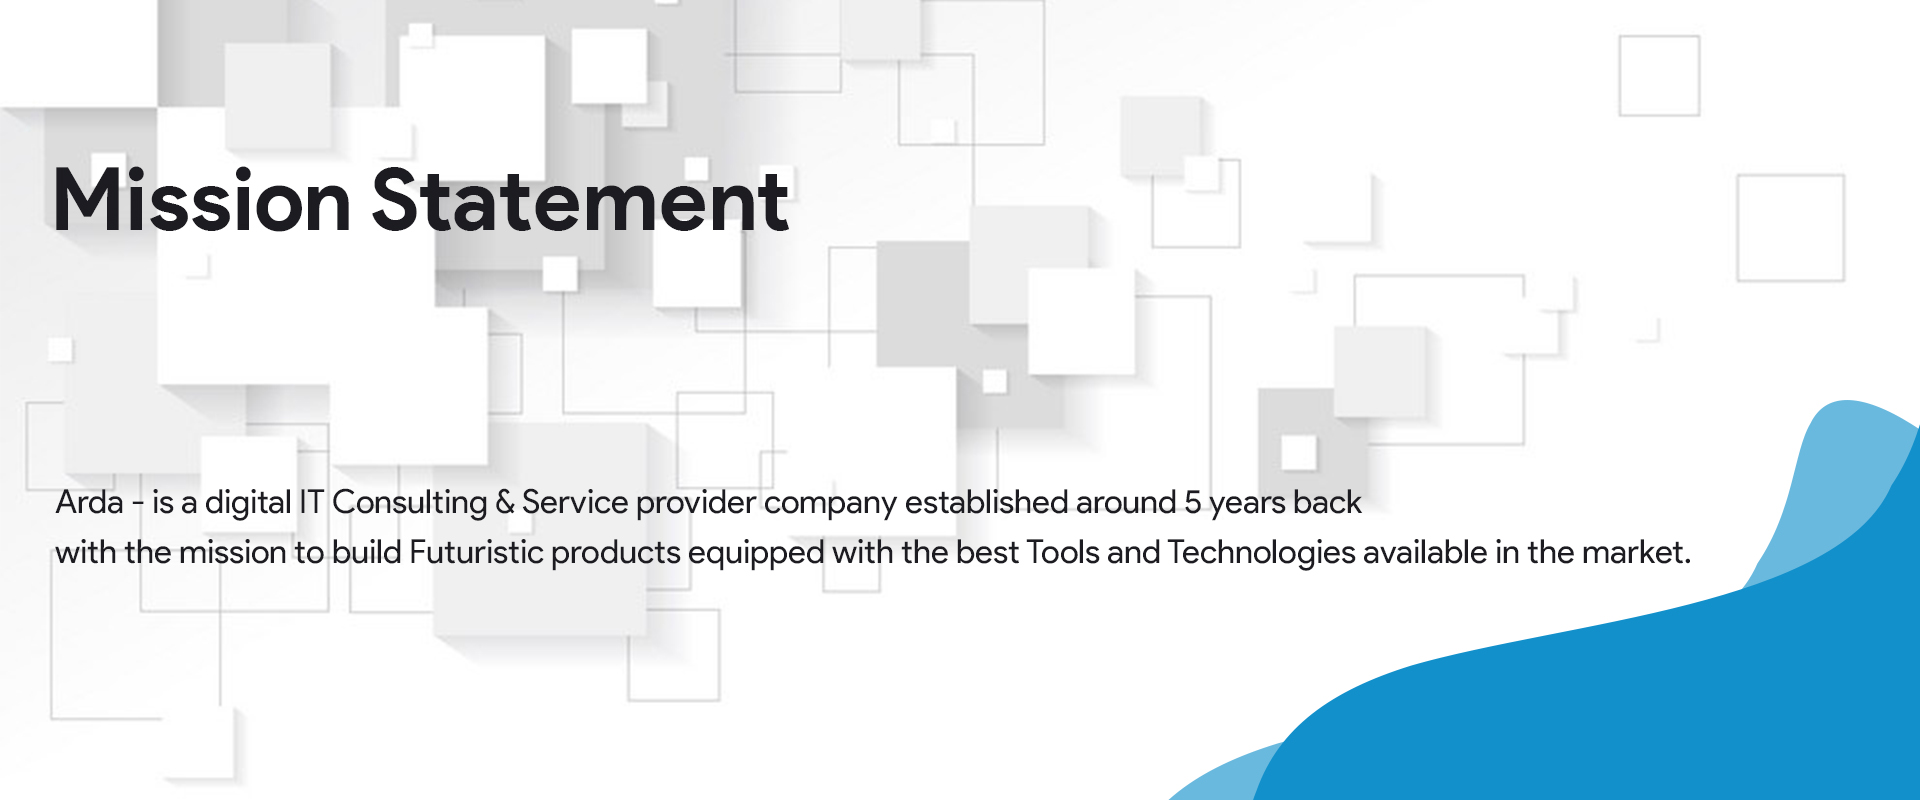 Mission Statement
Arda - is a digital IT Consulting & Service provider company established around 5 years back
with the mission to build Futuristic products equipped with the best Tools and Technologies available in the market.